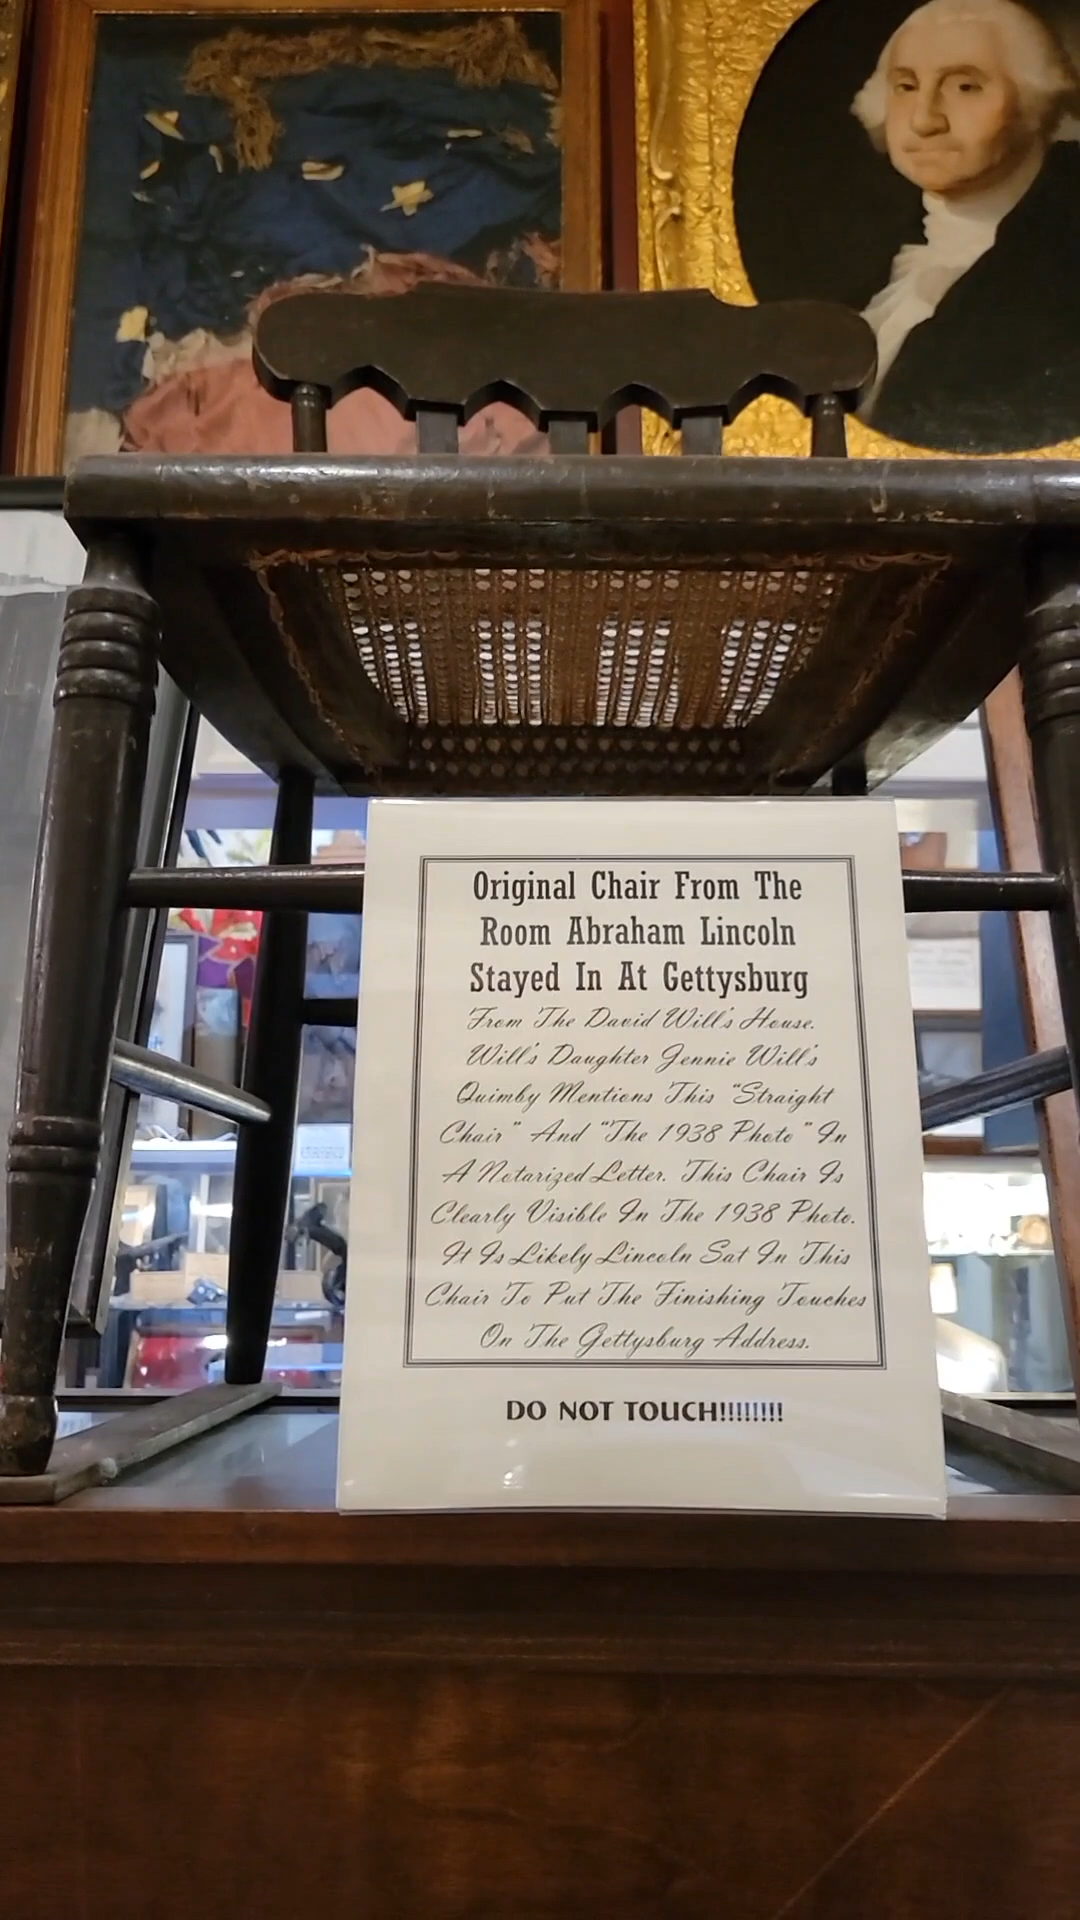 Original Chair From The
Room Abraham Lincoln
Stayed In At Gettysburg
From The David Will's House.
Will's Daughter Jennie Will's
Quimby Mentions This "Straight
Chair" And "The 1938 Photo" In
A Notarized Letter. This Chair Is
Clearly Visible In The 1938 Photo.
It Is Likely Lincoln Sat In This
Chair To Put The Finishing Touches
On The Gettysburg Address.
DO NOT TOUCH!!!!!!!!